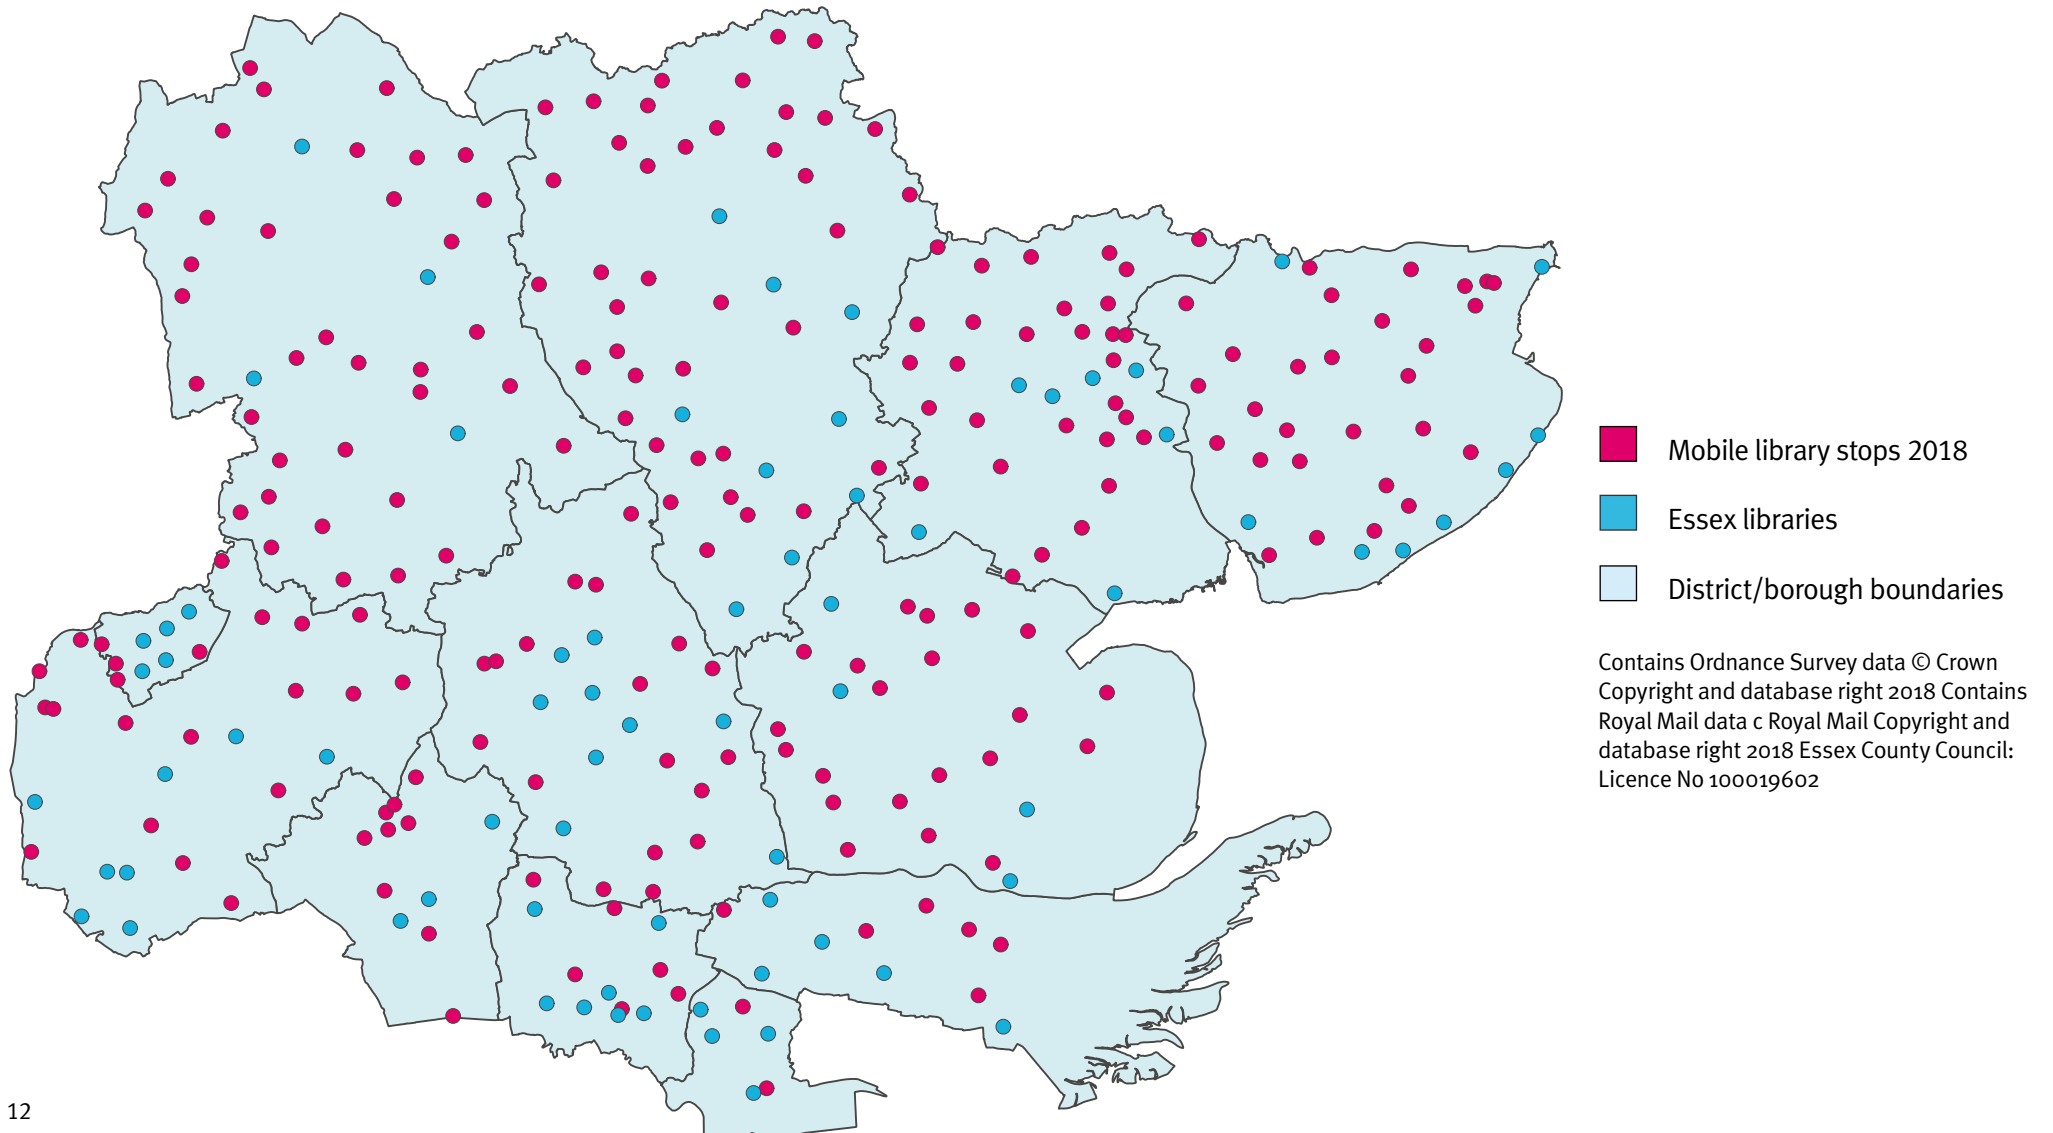 Mobile library stops 2018
Essex libraries
District/borough boundaries
Contains Ordnance Survey data © Crown
Copyright and database right 2018 Contains
Royal Mail data c Royal Mail Copyright and
database right 2018 Essex County Council:
Licence No 100019602
12